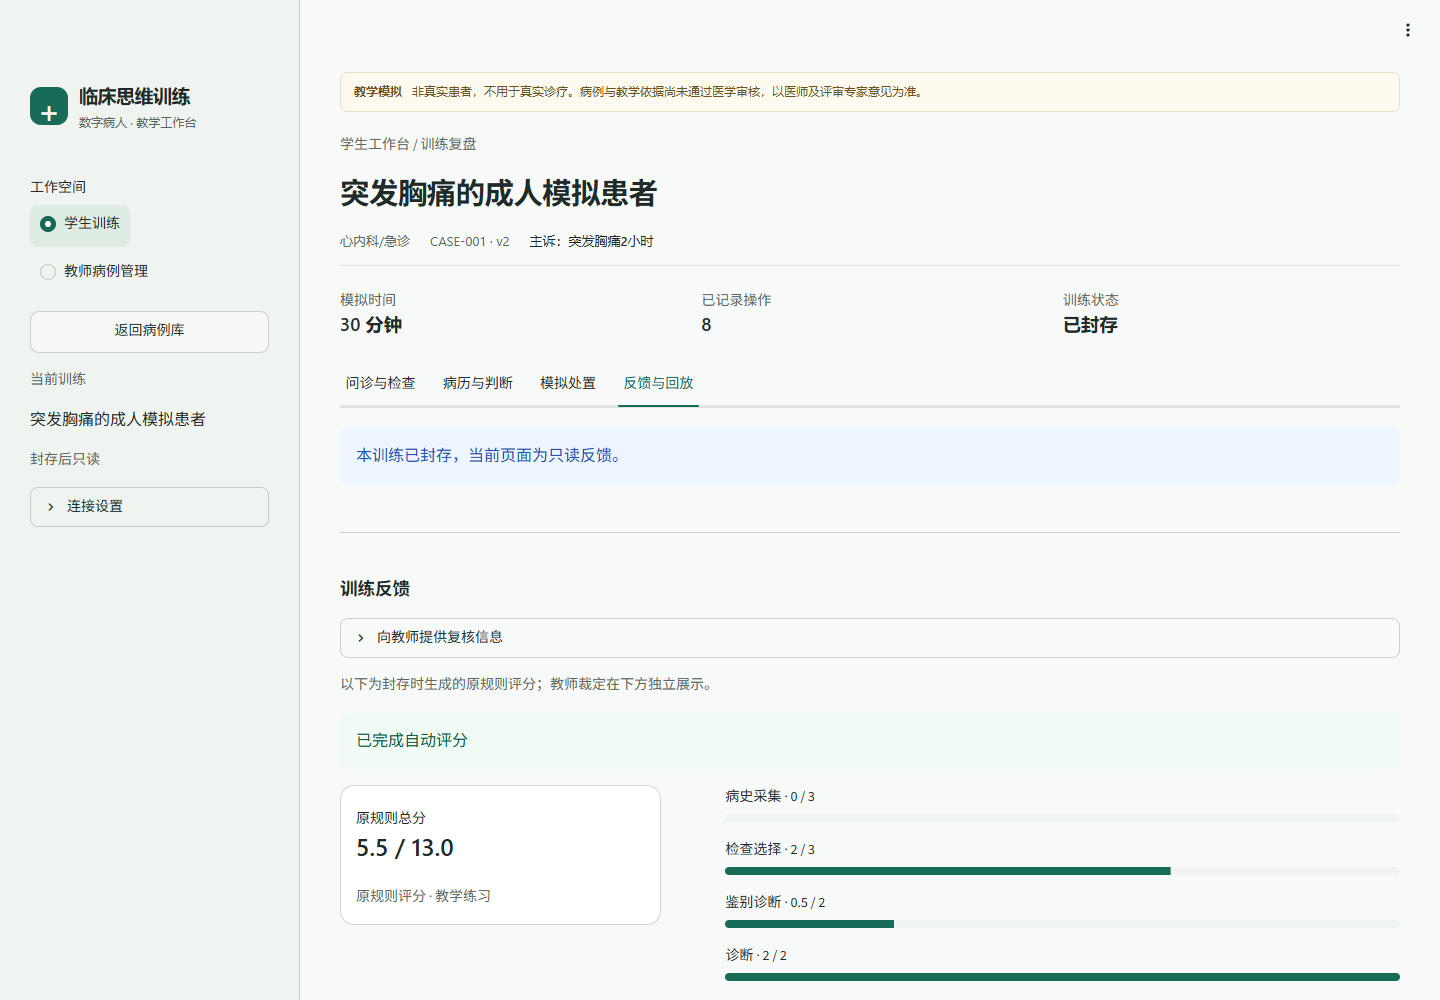 临床思维训练
数字病人 · 教学工作台
工作空间
学生训练
教师病例管理
返回病例库
当前训练
突发胸痛的成人模拟患者
封存后只读
连接设置
教学模拟 非真实患者，不用于真实诊疗。病例与教学依据尚未通过医学审核，以医师及评审专家意见为准。
学生工作台 / 训练复盘
突发胸痛的成人模拟患者
心内科/急诊 CASE-001 · v2 主诉：突发胸痛2小时
模拟时间 已记录操作 训练状态
30 分钟 8 已封存
问诊与检查 病历与判断 模拟处置 反馈与回放
本训练已封存，当前页面为只读反馈。
训练反馈
向教师提供复核信息
以下为封存时生成的原规则评分；教师裁定在下方独立展示。
已完成自动评分
原规则总分
5.5 / 13.0
原规则评分 · 教学练习
病史采集 · 0 / 3
检查选择 · 2 / 3
鉴别诊断 · 0.5 / 2
诊断 · 2 / 2